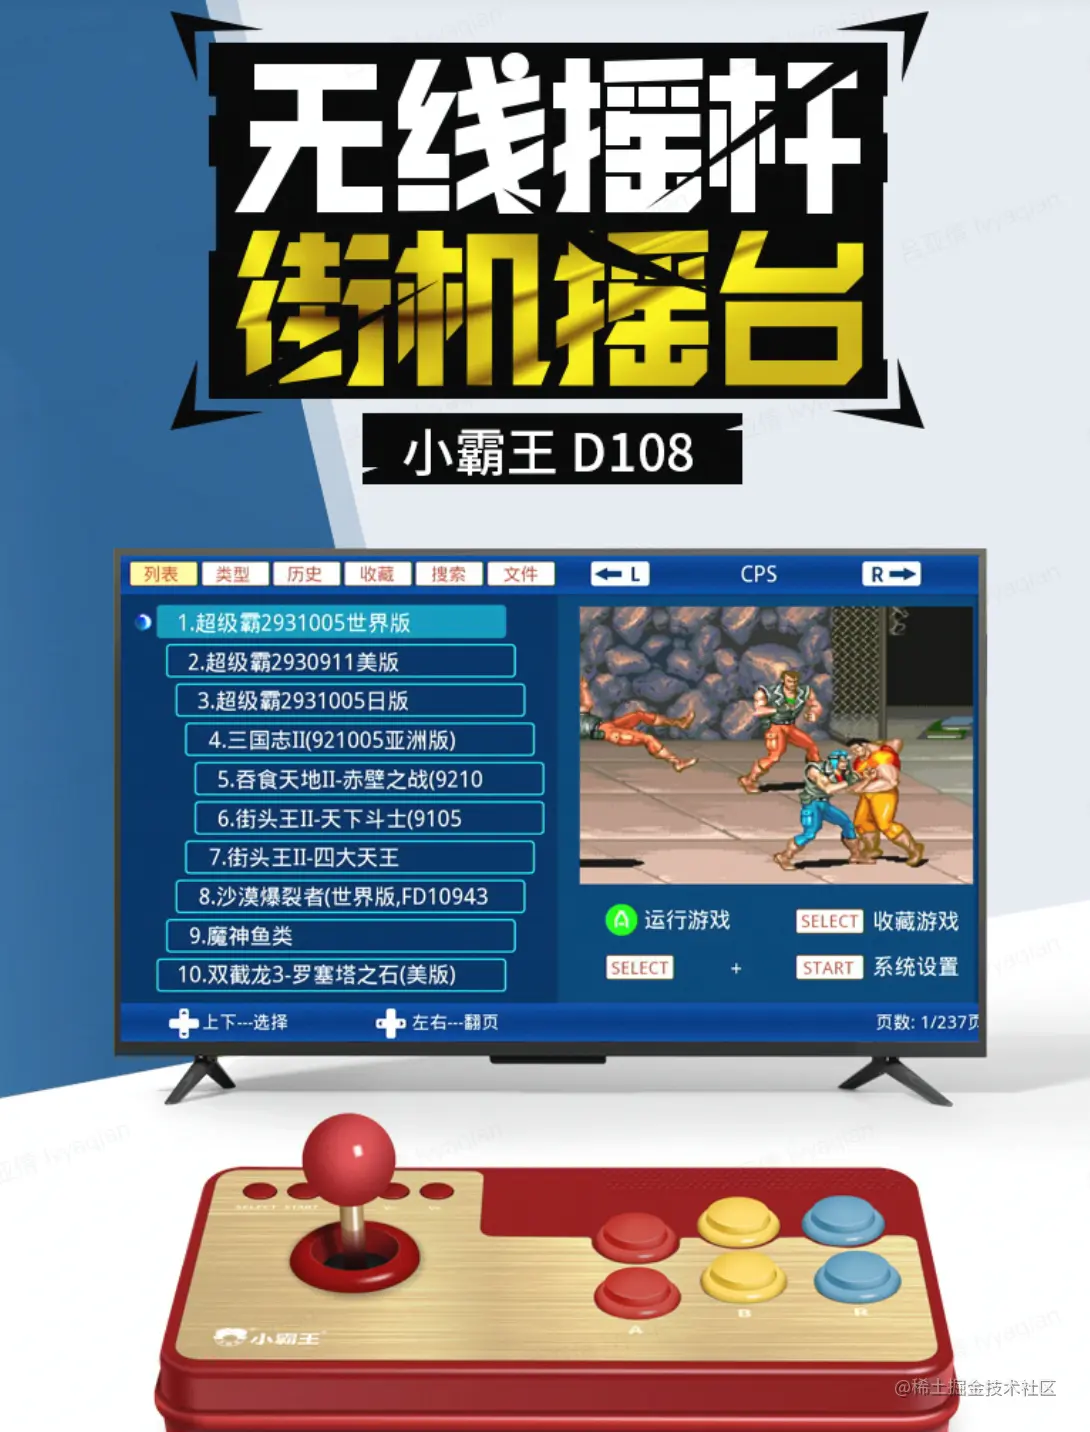 无线摇杆
街机摇台
小霸王 D108
列表 类型 历史 收藏 搜索 文件 L CPS R
1.超级霸2931005世界版
2.超级霸2930911美版
3.超级霸2931005日版
4.三国志II(921005亚洲版)
5.吞食天地II-赤壁之战(9210
6.街头王II-天下斗士(9105
7.街头王II-四大天王
8.沙漠爆裂者(世界版,FD10943
9.魔神鱼类
10.双截龙3-罗塞塔之石(美版)
A 运行游戏 SELECT 收藏游戏
SELECT + START 系统设置
上下---选择 左右---翻页 页数: 1/237页
SELECT START
A B R
小霸王
@稀土掘金技术社区